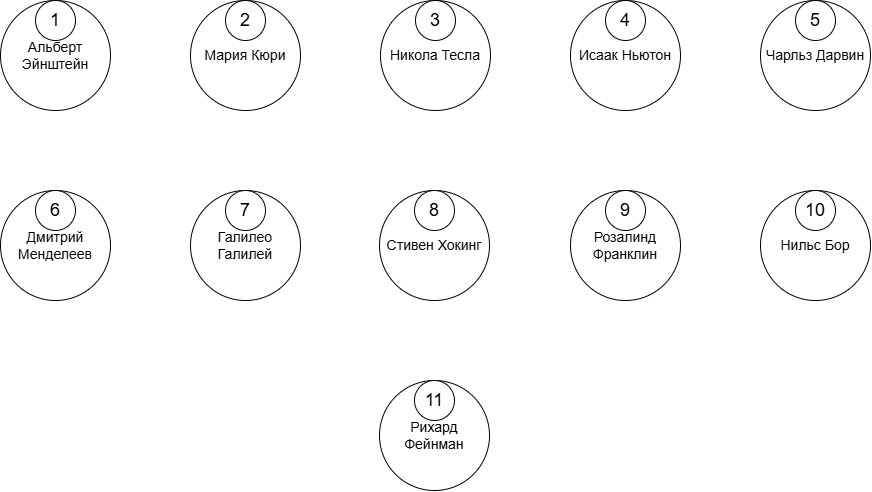 1
Альберт
Эйнштейн
2
Мария Кюри
3
Никола Тесла
4
Исаак Ньютон
5
Чарльз Дарвин
6
Дмитрий
Менделеев
7
Галилео
Галилей
8
Стивен Хокинг
9
Розалинд
Франклин
10
Нильс Бор
11
Рихард
Фейнман